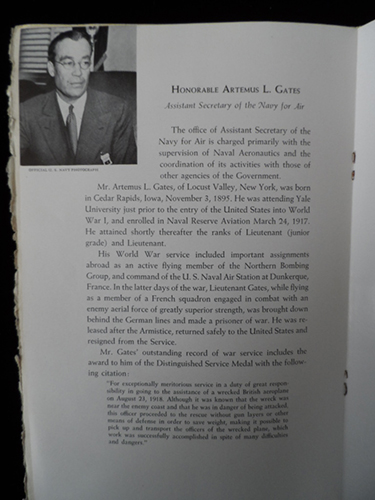 Honorable Artemus L. Gates
Assistant Secretary of the Navy for Air
The office of Assistant Secretary of the
Navy for Air is charged primarily with the
supervision of Naval Aeronautics and the
coordination of its activities with those of
other agencies of the Government.
OFFICIAL U. S. NAVY PHOTOGRAPH
Mr. Artemus L. Gates, of Locust Valley, New York, was born
in Cedar Rapids, Iowa, November 3, 1895. He was attending Yale
University just prior to the entry of the United States into World
War I, and enrolled in Naval Reserve Aviation March 24, 1917.
He attained shortly thereafter the ranks of Lieutenant (junior
grade) and Lieutenant.
His World War service included important assignments
abroad as an active flying member of the Northern Bombing
Group, and command of the U. S. Naval Air Station at Dunkerque,
France. In the latter days of the war, Lieutenant Gates, while flying
as a member of a French squadron engaged in combat with an
enemy aerial force of greatly superior strength, was brought down
behind the German lines and made a prisoner of war. He was re-
leased after the Armistice, returned safely to the United States and
resigned from the Service.
Mr. Gates' outstanding record of war service includes the
award to him of the Distinguished Service Medal with the follow-
ing citation:
"For exceptionally meritorious service in a duty of great respon-
sibility in going to the assistance of a wrecked British aeroplane
on August 23, 1918. Although it was known that the wreck was
near the enemy coast and that he was in danger of being attacked,
this officer proceeded to the rescue without gun layers or other
means of defense in order to save weight, making it possible to
pick up and transport the officers of the wrecked plane, which
work was successfully accomplished in spite of many difficulties
and dangers."